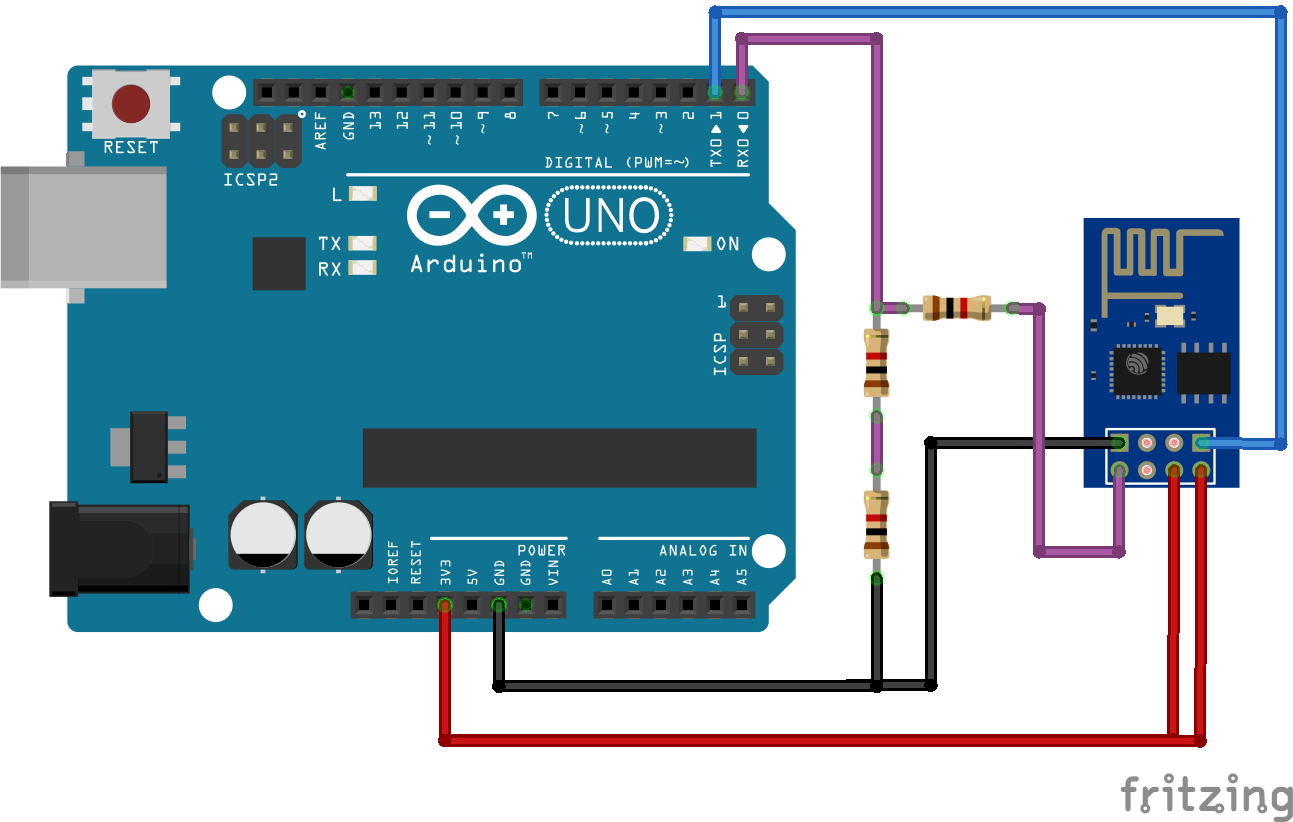 RESET
ICSP2
AREF
GND
13
12
~11
~10
~9
8
7
~6
~5
4
~3
2
TX0▶1
RX0◀0
DIGITAL (PWM=~)
L
TX
RX
UNO
Arduino™
ON
1
ICSP
POWER
ANALOG IN
IOREF
RESET
3V3
5V
GND
GND
VIN
A0
A1
A2
A3
A4
A5
fritzing